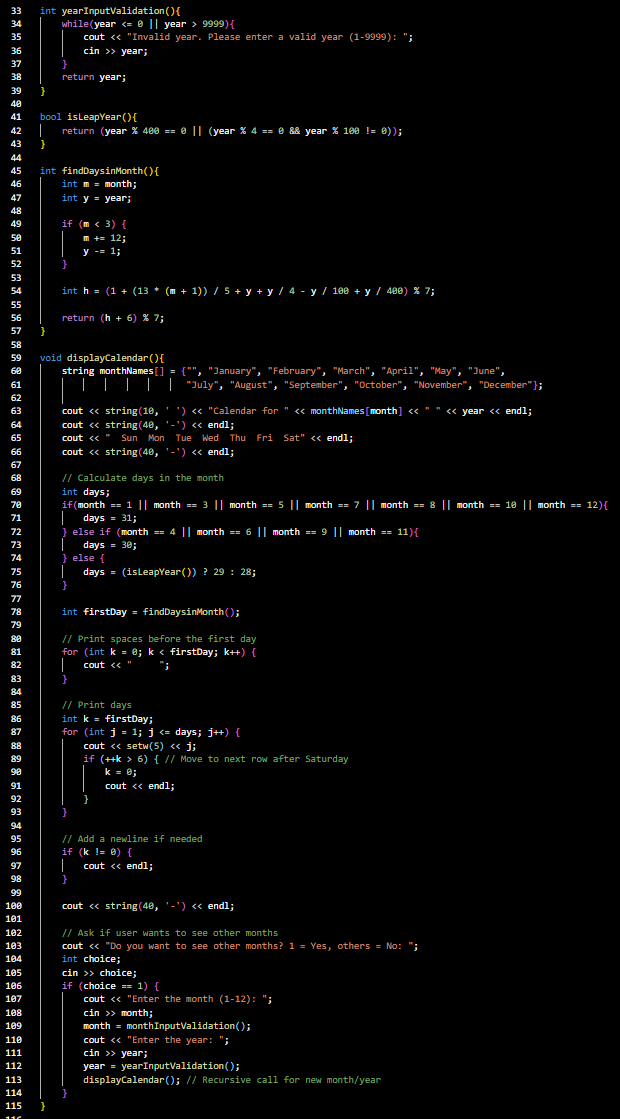 33 int yearInputValidation(){
34     while(year <= 0 || year > 9999){
35         cout << "Invalid year. Please enter a valid year (1-9999): ";
36         cin >> year;
37     }
38     return year;
39 }
40
41 bool isLeapYear(){
42     return (year % 400 == 0 || (year % 4 == 0 && year % 100 != 0));
43 }
44
45 int findDaysinMonth(){
46     int m = month;
47     int y = year;
48
49     if (m < 3) {
50         m += 12;
51         y -= 1;
52     }
53
54     int h = (1 + (13 * (m + 1)) / 5 + y + y / 4 - y / 100 + y / 400) % 7;
55
56     return (h + 6) % 7;
57 }
58
59 void displayCalendar(){
60     string monthNames[] = {"", "January", "February", "March", "April", "May", "June",
61                            "July", "August", "September", "October", "November", "December"};
62
63     cout << string(10, ' ') << "Calendar for " << monthNames[month] << " " << year << endl;
64     cout << string(40, '-') << endl;
65     cout << "  Sun  Mon  Tue  Wed  Thu  Fri  Sat" << endl;
66     cout << string(40, '-') << endl;
67
68     // Calculate days in the month
69     int days;
70     if(month == 1 || month == 3 || month == 5 || month == 7 || month == 8 || month == 10 || month == 12){
71         days = 31;
72     } else if (month == 4 || month == 6 || month == 9 || month == 11){
73         days = 30;
74     } else {
75         days = (isLeapYear()) ? 29 : 28;
76     }
77
78     int firstDay = findDaysinMonth();
79
80     // Print spaces before the first day
81     for (int k = 0; k < firstDay; k++) {
82         cout << "     ";
83     }
84
85     // Print days
86     int k = firstDay;
87     for (int j = 1; j <= days; j++) {
88         cout << setw(5) << j;
89         if (++k > 6) { // Move to next row after Saturday
90             k = 0;
91             cout << endl;
92         }
93     }
94
95     // Add a newline if needed
96     if (k != 0) {
97         cout << endl;
98     }
99
100     cout << string(40, '-') << endl;
101
102     // Ask if user wants to see other months
103     cout << "Do you want to see other months? 1 = Yes, others = No: ";
104     int choice;
105     cin >> choice;
106     if (choice == 1) {
107         cout << "Enter the month (1-12): ";
108         cin >> month;
109         month = monthInputValidation();
110         cout << "Enter the year: ";
111         cin >> year;
112         year = yearInputValidation();
113         displayCalendar(); // Recursive call for new month/year
114     }
115 }